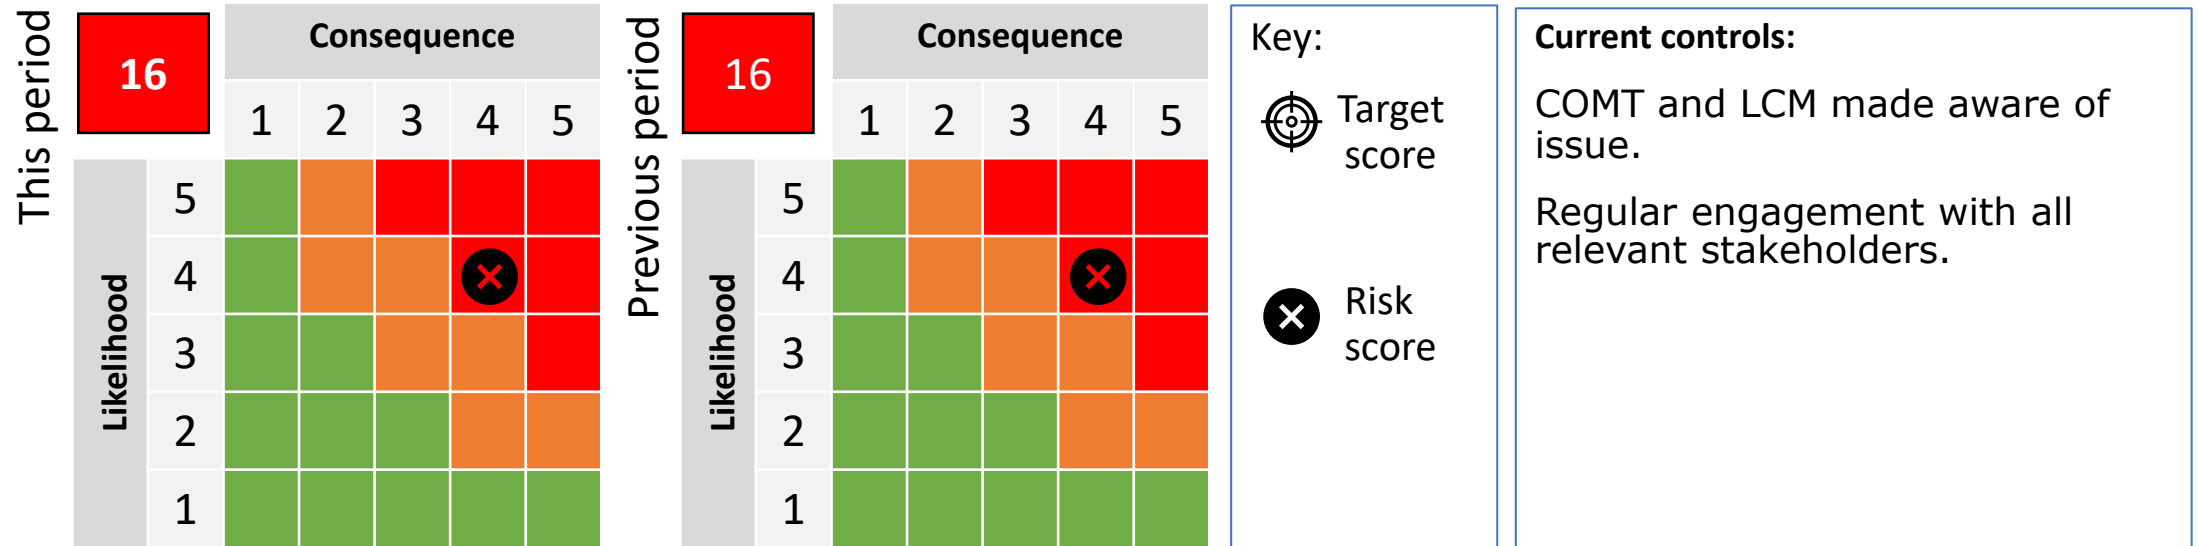 This period
16
Consequence
1 2 3 4 5
Likelihood
5
4
3
2
1
Previous period
16
Consequence
1 2 3 4 5
Likelihood
5
4
3
2
1
Key:
Target
score
Risk
score
Current controls:
COMT and LCM made aware of
issue.
Regular engagement with all
relevant stakeholders.